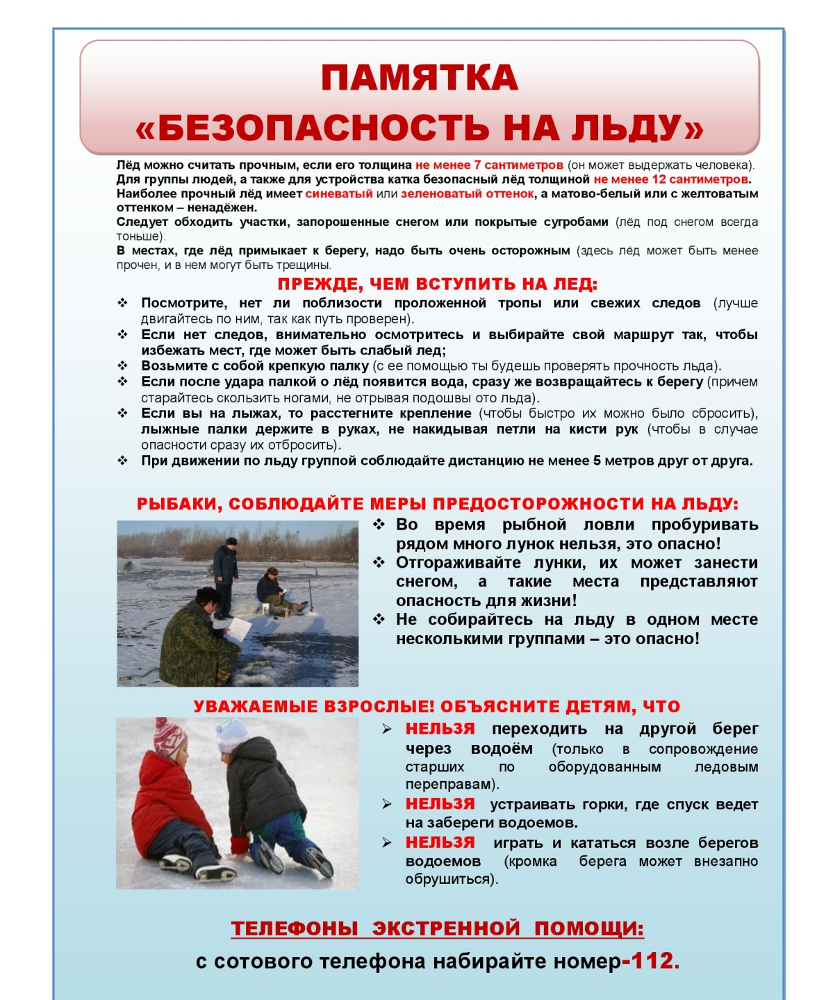 ПАМЯТКА
«БЕЗОПАСНОСТЬ НА ЛЬДУ»
Лёд можно считать прочным, если его толщина не менее 7 сантиметров (он может выдержать человека).
Для группы людей, а также для устройства катка безопасный лёд толщиной не менее 12 сантиметров.
Наиболее прочный лёд имеет синеватый или зеленоватый оттенок, а матово-белый или с желтоватым
оттенком – ненадёжен.
Следует обходить участки, запорошенные снегом или покрытые сугробами (лёд под снегом всегда
тоньше).
В местах, где лёд примыкает к берегу, надо быть очень осторожным (здесь лёд может быть менее
прочен, и в нем могут быть трещины.
ПРЕЖДЕ, ЧЕМ ВСТУПИТЬ НА ЛЕД:
❖ Посмотрите, нет ли поблизости проложенной тропы или свежих следов (лучше
двигайтесь по ним, так как путь проверен).
❖ Если нет следов, внимательно осмотритесь и выбирайте свой маршрут так, чтобы
избежать мест, где может быть слабый лед;
❖ Возьмите с собой крепкую палку (с ее помощью ты будешь проверять прочность льда).
❖ Если после удара палкой о лёд появится вода, сразу же возвращайтесь к берегу (причем
старайтесь скользить ногами, не отрывая подошвы ото льда).
❖ Если вы на лыжах, то расстегните крепление (чтобы быстро их можно было сбросить),
лыжные палки держите в руках, не накидывая петли на кисти рук (чтобы в случае
опасности сразу их отбросить).
❖ При движении по льду группой соблюдайте дистанцию не менее 5 метров друг от друга.
РЫБАКИ, СОБЛЮДАЙТЕ МЕРЫ ПРЕДОСТОРОЖНОСТИ НА ЛЬДУ:
❖ Во время рыбной ловли пробуривать
рядом много лунок нельзя, это опасно!
❖ Отгораживайте лунки, их может занести
снегом, а такие места представляют
опасность для жизни!
❖ Не собирайтесь на льду в одном месте
несколькими группами – это опасно!
УВАЖАЕМЫЕ ВЗРОСЛЫЕ! ОБЪЯСНИТЕ ДЕТЯМ, ЧТО
➢ НЕЛЬЗЯ переходить на другой берег
через водоём (только в сопровождение
старших по оборудованным ледовым
переправам).
➢ НЕЛЬЗЯ устраивать горки, где спуск ведет
на забереги водоемов.
➢ НЕЛЬЗЯ играть и кататься возле берегов
водоемов (кромка берега может внезапно
обрушиться).
ТЕЛЕФОНЫ ЭКСТРЕННОЙ ПОМОЩИ:
с сотового телефона набирайте номер-112.